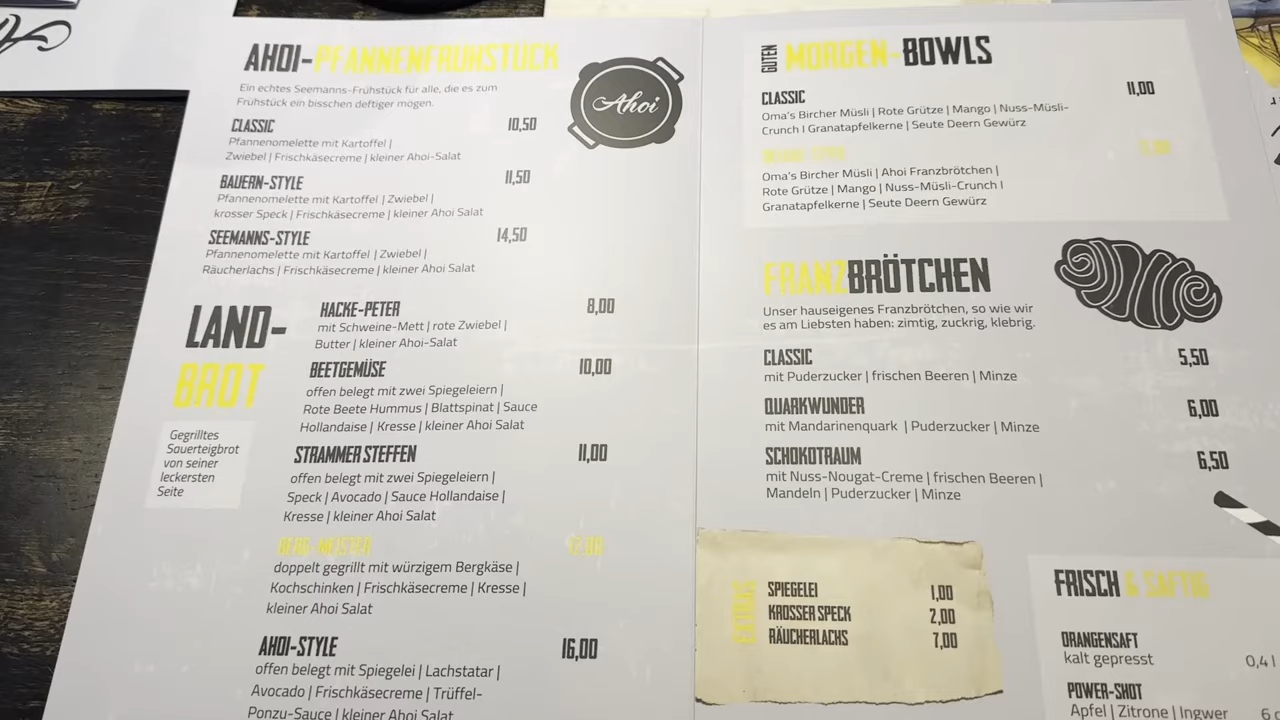 AHOI-PFANNENFRÜHSTÜCK
Ein echtes Seemanns-Frühstück für alle, die es zum
Frühstück ein bisschen deftiger mögen.
Ahoi
CLASSIC 10,50
Pfannenomelette mit Kartoffel |
Zwiebel | Frischkäsecreme | kleiner Ahoi-Salat
BAUERN-STYLE 11,50
Pfannenomelette mit Kartoffel | Zwiebel |
krosser Speck | Frischkäsecreme | kleiner Ahoi Salat
SEEMANNS-STYLE 14,50
Pfannenomelette mit Kartoffel | Zwiebel |
Räucherlachs | Frischkäsecreme | kleiner Ahoi Salat
LAND-
BROT
Gegrilltes
Sauerteigbrot
von seiner
leckersten
Seite
HACKE-PETER 8,00
mit Schweine-Mett | rote Zwiebel |
Butter | kleiner Ahoi-Salat
BEETGEMÜSE 10,00
offen belegt mit zwei Spiegeleiern |
Rote Beete Hummus | Blattspinat | Sauce
Hollandaise | Kresse | kleiner Ahoi Salat
STRAMMER STEFFEN 11,00
offen belegt mit zwei Spiegeleiern |
Speck | Avocado | Sauce Hollandaise |
Kresse | kleiner Ahoi Salat
BERG-MEISTER 12,00
doppelt gegrillt mit würzigem Bergkäse |
Kochschinken | Frischkäsecreme | Kresse |
kleiner Ahoi Salat
AHOI-STYLE 16,00
offen belegt mit Spiegelei | Lachstatar |
Avocado | Frischkäsecreme | Trüffel-
Ponzu-Sauce | kleiner Ahoi Salat
GUTEN MORGEN-BOWLS
CLASSIC 11,00
Oma's Bircher Müsli | Rote Grütze | Mango | Nuss-Müsli-
Crunch I Granatapfelkerne | Seute Deern Gewürz
Oma's Bircher Müsli | Ahoi Franzbrötchen |
Rote Grütze | Mango | Nuss-Müsli-Crunch I
Granatapfelkerne | Seute Deern Gewürz
FRANZBRÖTCHEN
Unser hauseigenes Franzbrötchen, so wie wir
es am Liebsten haben: zimtig, zuckrig, klebrig.
CLASSIC 5,50
mit Puderzucker | frischen Beeren | Minze
QUARKWUNDER 6,00
mit Mandarinenquark | Puderzucker | Minze
SCHOKOTRAUM 6,50
mit Nuss-Nougat-Creme | frischen Beeren |
Mandeln | Puderzucker | Minze
EXTRAS
SPIEGELEI 1,00
KROSSER SPECK 2,00
RÄUCHERLACHS 7,00
FRISCH & SAFTIG
ORANGENSAFT
kalt gepresst 0,4 l
POWER-SHOT
Apfel | Zitrone | Ingwer 6